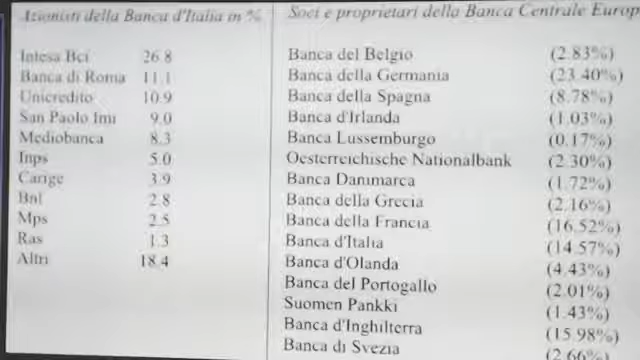 Azionisti della Banca d'Italia in %
Intesa Bci 26.8
Banca di Roma 11.1
Unicredito 10.9
San Paolo Imi 9.0
Mediobanca 8.3
Inps 5.0
Carige 3.9
Bnl 2.8
Mps 2.5
Ras 1.3
Altri 18.4
Soci e proprietari della Banca Centrale Europ
Banca del Belgio (2.83%)
Banca della Germania (23.40%)
Banca della Spagna (8.78%)
Banca d'Irlanda (1.03%)
Banca Lussemburgo (0.17%)
Oesterreichische Nationalbank (2.30%)
Banca Danimarca (1.72%)
Banca della Grecia (2.16%)
Banca della Francia (16.52%)
Banca d'Italia (14.57%)
Banca d'Olanda (4.43%)
Banca del Portogallo (2.01%)
Suomen Pankki (1.43%)
Banca d'Inghilterra (15.98%)
Banca di Svezia (2.66%)